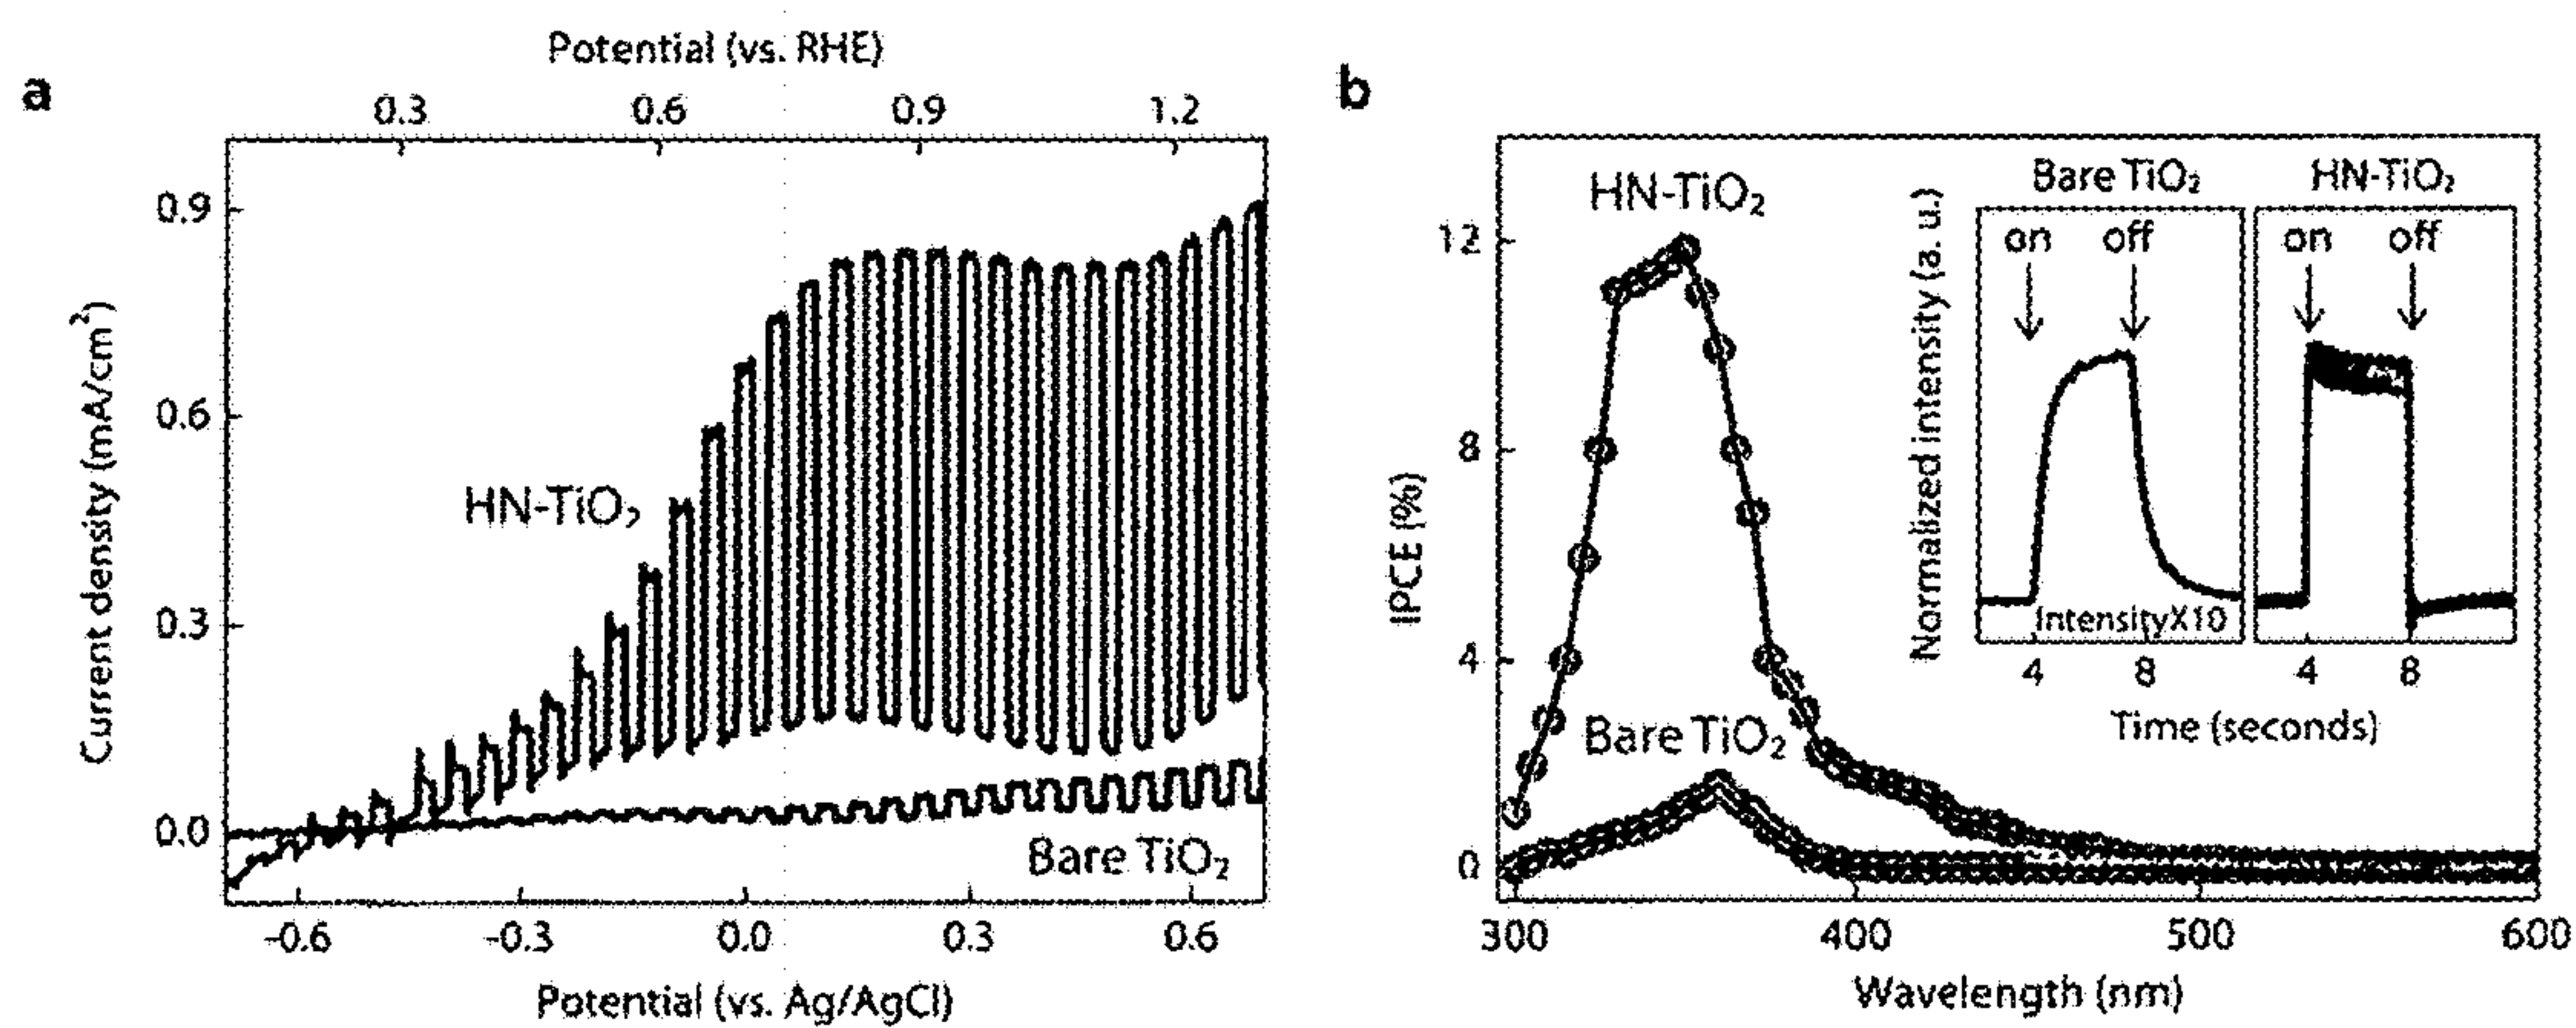 a
Potential (vs. RHE)
0.3 0.6 0.9 1.2
Current density (mA/cm²)
0.9
0.6
0.3
0.0
HN-TiO₂
Bare TiO₂
-0.6 -0.3 0.0 0.3 0.6
Potential (vs. Ag/AgCl)
b
IPCE (%)
12
8
4
0
HN-TiO₂
Bare TiO₂
300 400 500 600
Wavelength (nm)
Normalized intensity (a. u.)
Bare TiO₂ HN-TiO₂
on off on off
IntensityX10
4 8 4 8
Time (seconds)